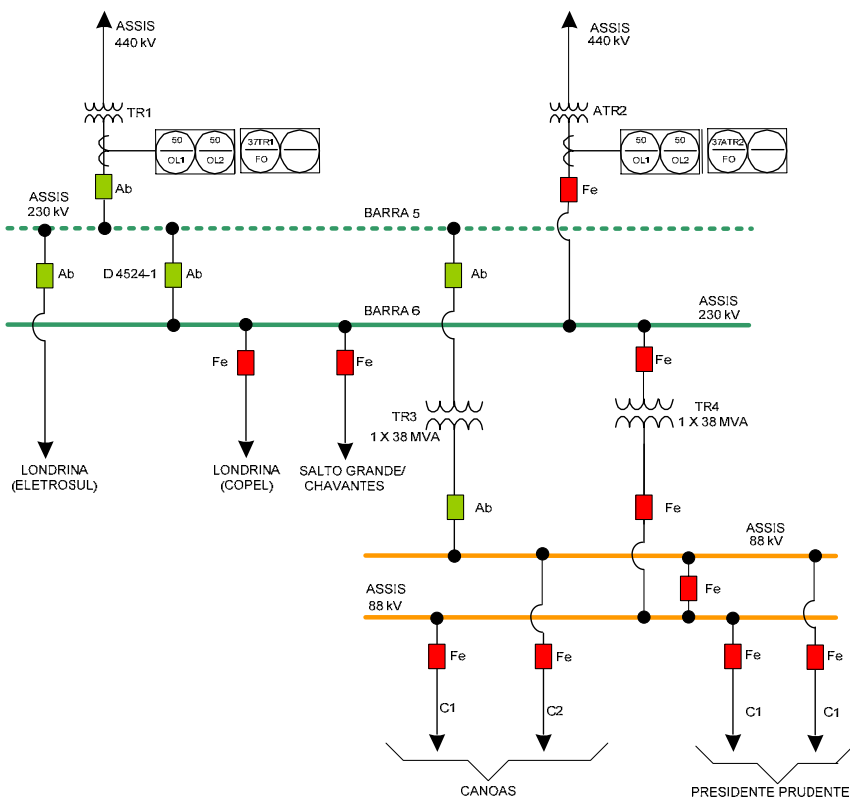 ASSIS
440 kV
ASSIS
440 kV
TR1
ATR2
50
OL1
50
OL2
37TR1
FO
50
OL1
50
OL2
37ATR2
FO
Ab
Fe
ASSIS
230 kV
BARRA 5
Ab
D 4524-1
Ab
Ab
BARRA 6
ASSIS
230 kV
Fe
Fe
Fe
TR3
1 X 38 MVA
TR4
1 X 38 MVA
LONDRINA
(ELETROSUL)
LONDRINA
(COPEL)
SALTO GRANDE/
CHAVANTES
Ab
Fe
ASSIS
88 kV
ASSIS
88 kV
Fe
Fe
Fe
Fe
Fe
C1
C2
C1
C1
CANOAS
PRESIDENTE PRUDENTE